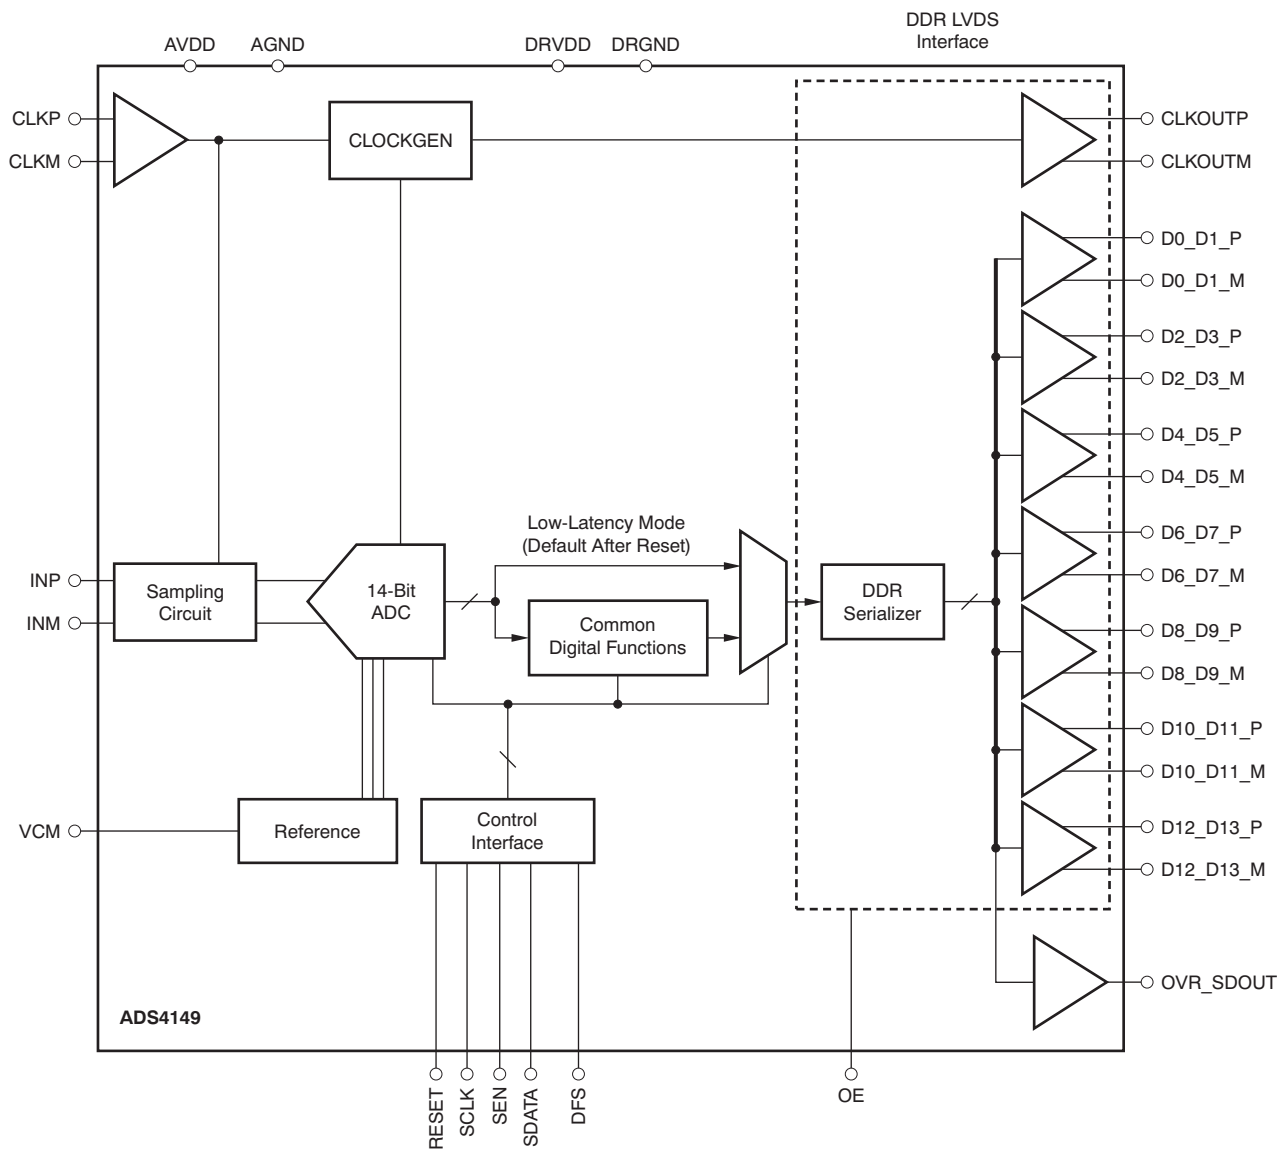 DDR LVDS
Interface
AVDD
AGND
DRVDD
DRGND
CLKP
CLKM
CLOCKGEN
CLKOUTP
CLKOUTM
D0_D1_P
D0_D1_M
D2_D3_P
D2_D3_M
D4_D5_P
D4_D5_M
Low-Latency Mode
(Default After Reset)
D6_D7_P
D6_D7_M
INP
INM
Sampling
Circuit
14-Bit
ADC
Common
Digital Functions
DDR
Serializer
D8_D9_P
D8_D9_M
D10_D11_P
D10_D11_M
VCM
Reference
Control
Interface
D12_D13_P
D12_D13_M
OVR_SDOUT
ADS4149
RESET
SCLK
SEN
SDATA
DFS
OE